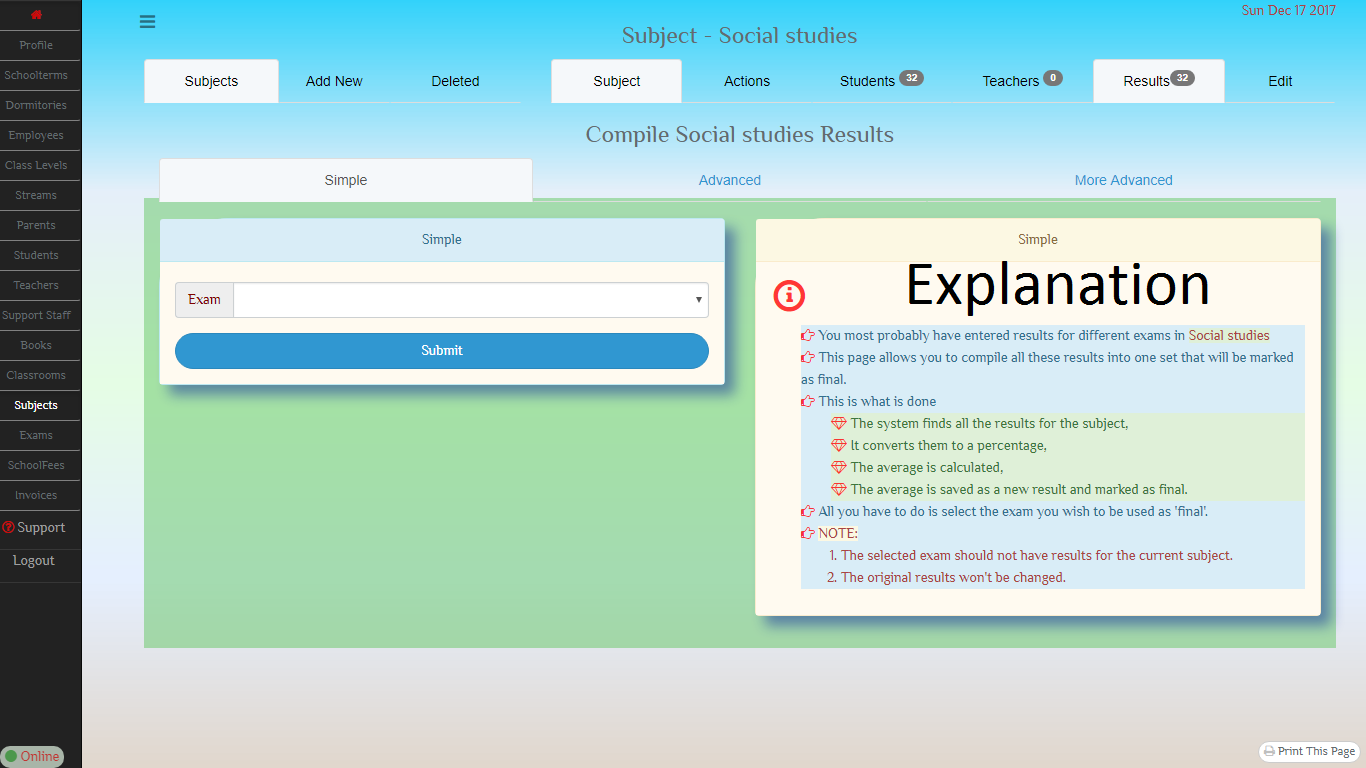 Sun Dec 17 2017
Subject - Social studies
Profile
Schoolterms
Dormitories
Employees
Class Levels
Streams
Parents
Students
Teachers
Support Staff
Books
Classrooms
Subjects
Exams
SchoolFees
Invoices
Support
Logout
Online
Subjects Add New Deleted
Subject Actions Students 32 Teachers 0 Results 32 Edit
Compile Social studies Results
Simple Advanced More Advanced
Simple
Exam
Submit
Simple
Explanation
You most probably have entered results for different exams in Social studies
This page allows you to compile all these results into one set that will be marked
as final.
This is what is done
The system finds all the results for the subject,
It converts them to a percentage,
The average is calculated,
The average is saved as a new result and marked as final.
All you have to do is select the exam you wish to be used as 'final'.
NOTE:
1. The selected exam should not have results for the current subject.
2. The original results won't be changed.
Print This Page